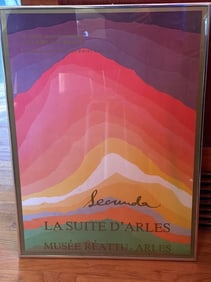 Secunda
LA SUITE D'ARLES
MUSÉE RÉATTU-ARLES